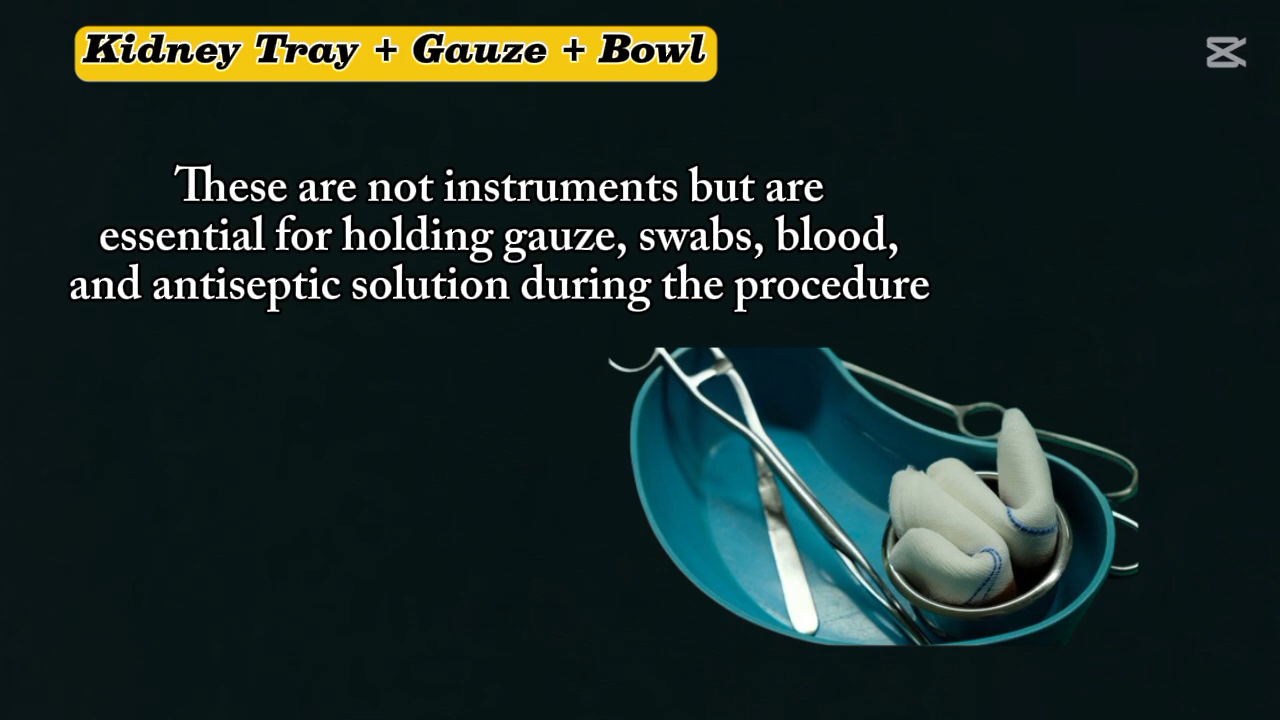 Kidney Tray + Gauze + Bowl
These are not instruments but are
essential for holding gauze, swabs, blood,
and antiseptic solution during the procedure